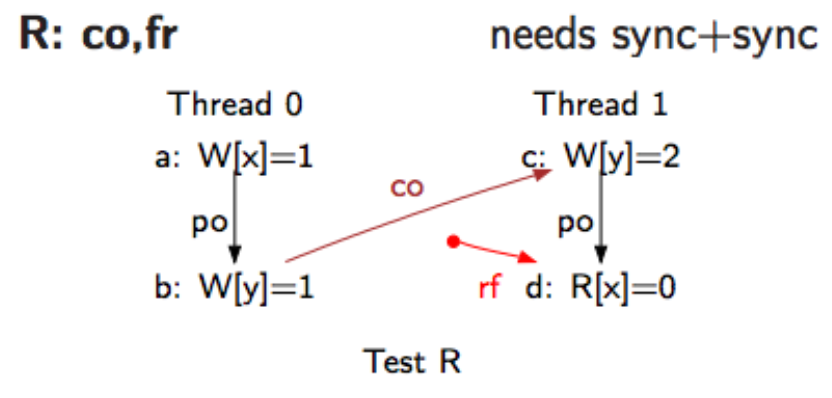 R: co,fr needs sync+sync
Thread 0 Thread 1
a: W[x]=1 c: W[y]=2
co
po po
b: W[y]=1 rf d: R[x]=0
Test R